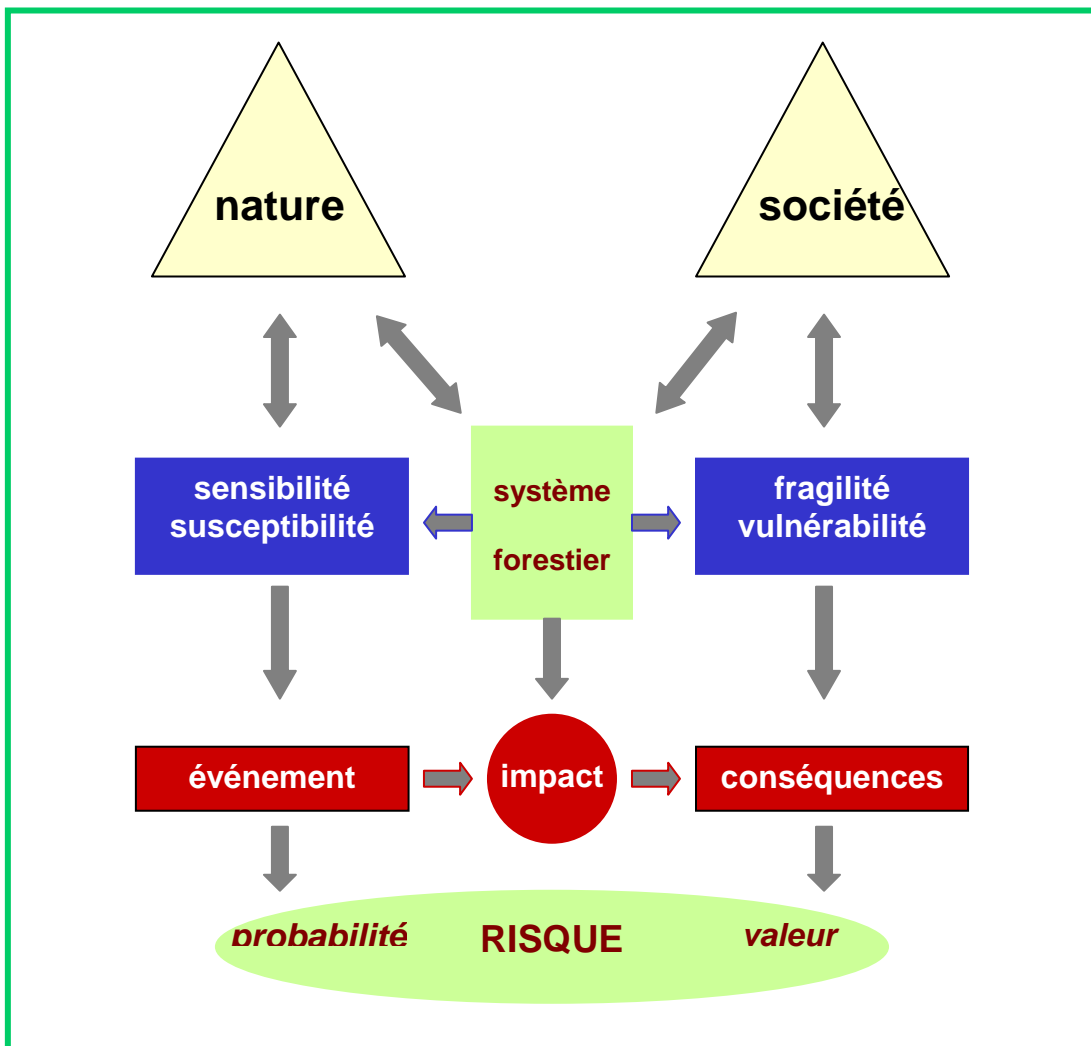 nature
société
sensibilité
susceptibilité
système
forestier
fragilité
vulnérabilité
événement
impact
conséquences
probabilité
RISQUE
valeur